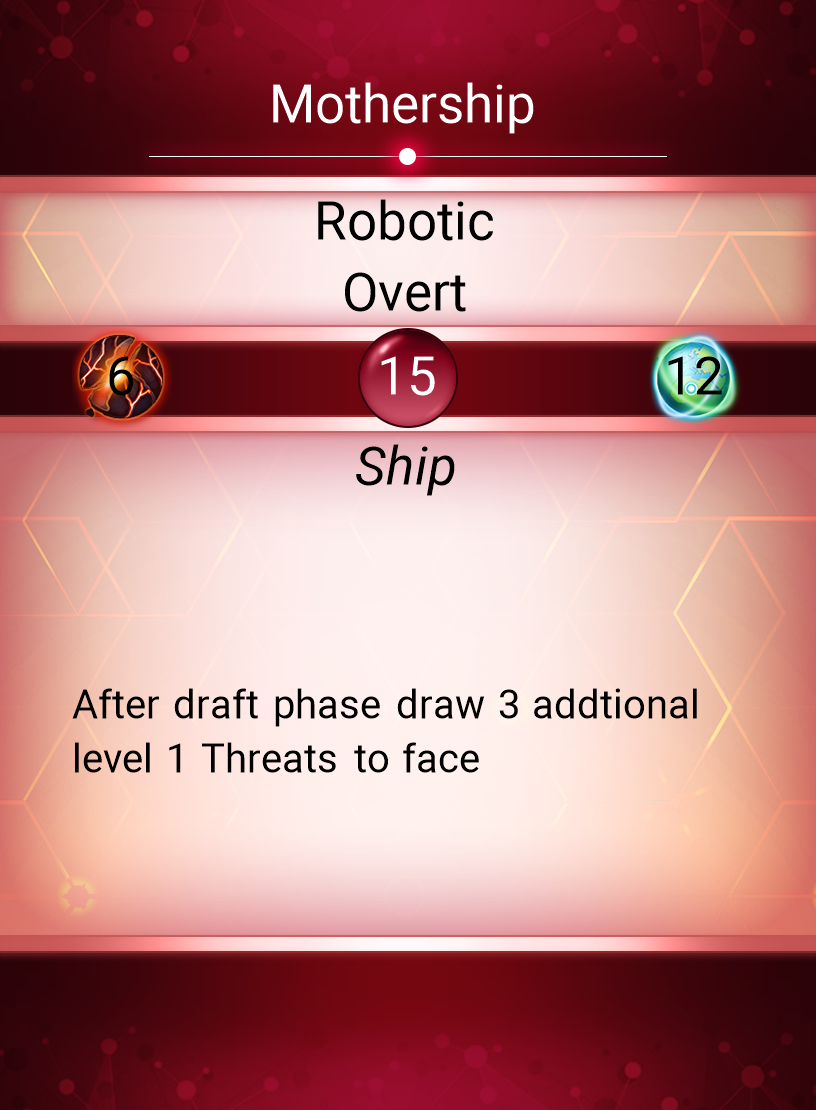 Mothership
Robotic
Overt
6 15 12
Ship
After draft phase draw 3 addtional
level 1 Threats to face